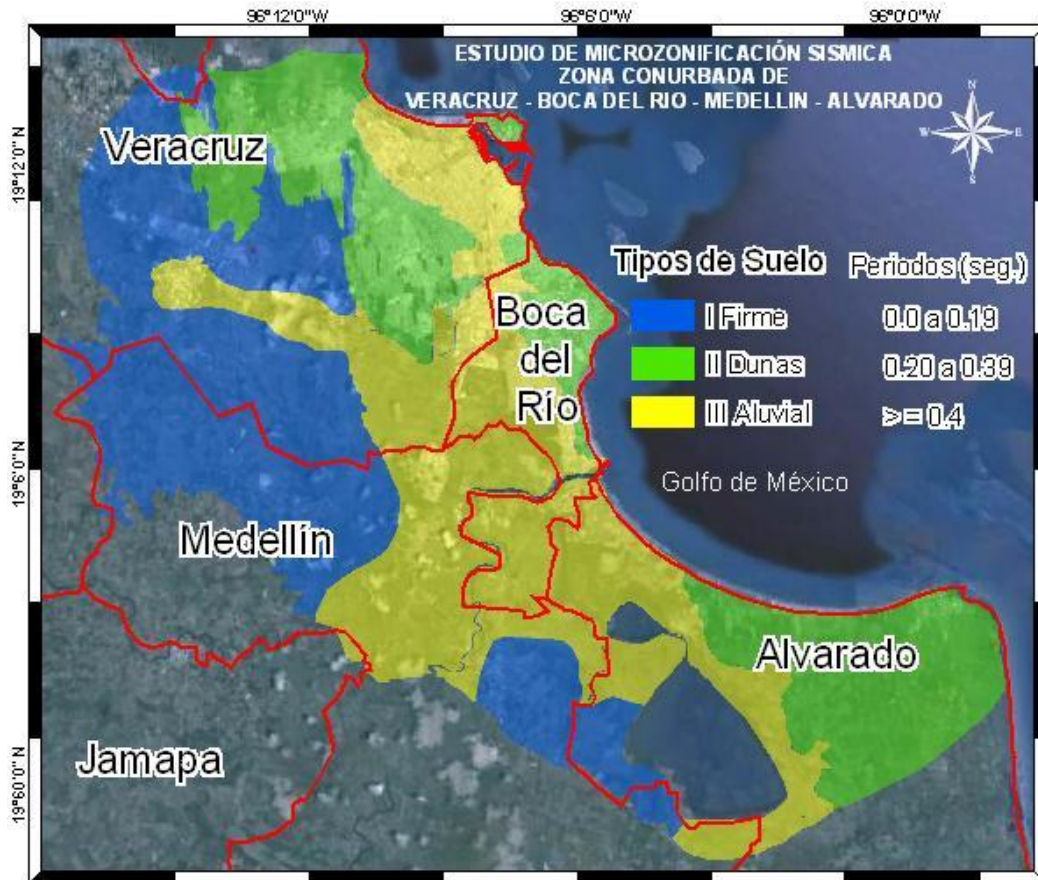 96°12'0"W 96°6'0"W 96°0'0"W
ESTUDIO DE MICROZONIFICACIÓN SISMICA
ZONA CONURBADA DE
VERACRUZ - BOCA DEL RIO - MEDELLIN - ALVARADO
N
W E
S
19°12'0" N
Veracruz
Tipos de Suelo Periodos (seg.)
I Firme 0.0 a 0.19
II Dunas 0.20 a 0.39
III Aluvial >= 0.4
Boca
del
Río
19°6'0" N
Golfo de México
Medellín
Alvarado
Jamapa
19°60'0" N